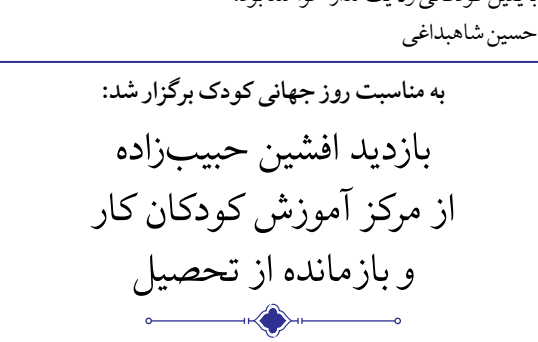 حسین شاهبداغی
به مناسبت روز جهانی کودک برگزار شد:
بازدید افشین حبیب‌زاده
از مرکز آموزش کودکان کار
و بازمانده از تحصیل